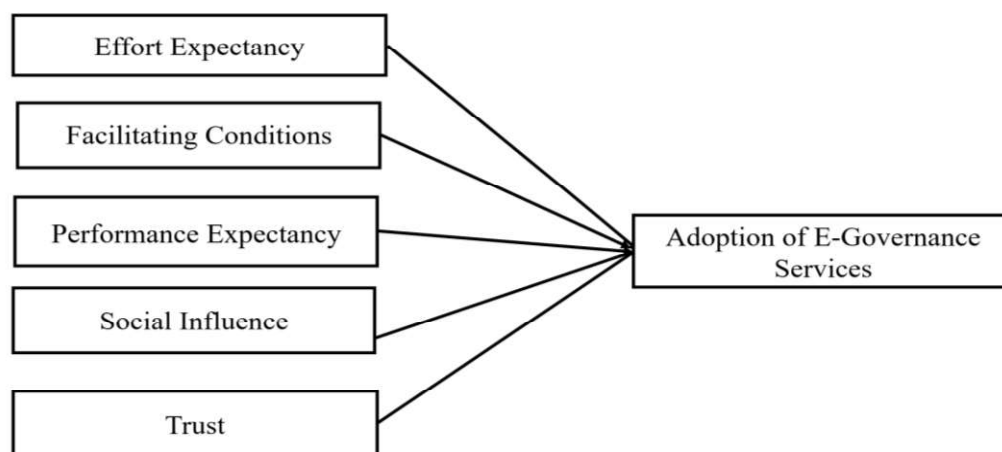 Effort Expectancy
Facilitating Conditions
Performance Expectancy
Social Influence
Trust
Adoption of E-Governance
Services